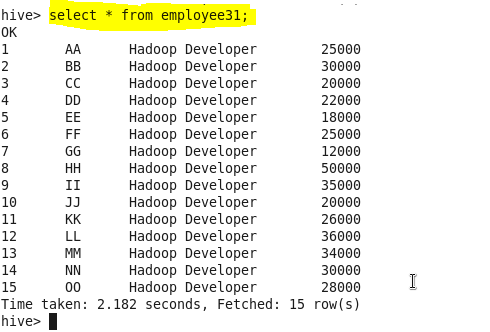 hive> select * from employee31;
OK
1 AA Hadoop Developer 25000
2 BB Hadoop Developer 30000
3 CC Hadoop Developer 20000
4 DD Hadoop Developer 22000
5 EE Hadoop Developer 18000
6 FF Hadoop Developer 25000
7 GG Hadoop Developer 12000
8 HH Hadoop Developer 50000
9 II Hadoop Developer 35000
10 JJ Hadoop Developer 20000
11 KK Hadoop Developer 26000
12 LL Hadoop Developer 36000
13 MM Hadoop Developer 34000
14 NN Hadoop Developer 30000
15 OO Hadoop Developer 28000
Time taken: 2.182 seconds, Fetched: 15 row(s)
hive>